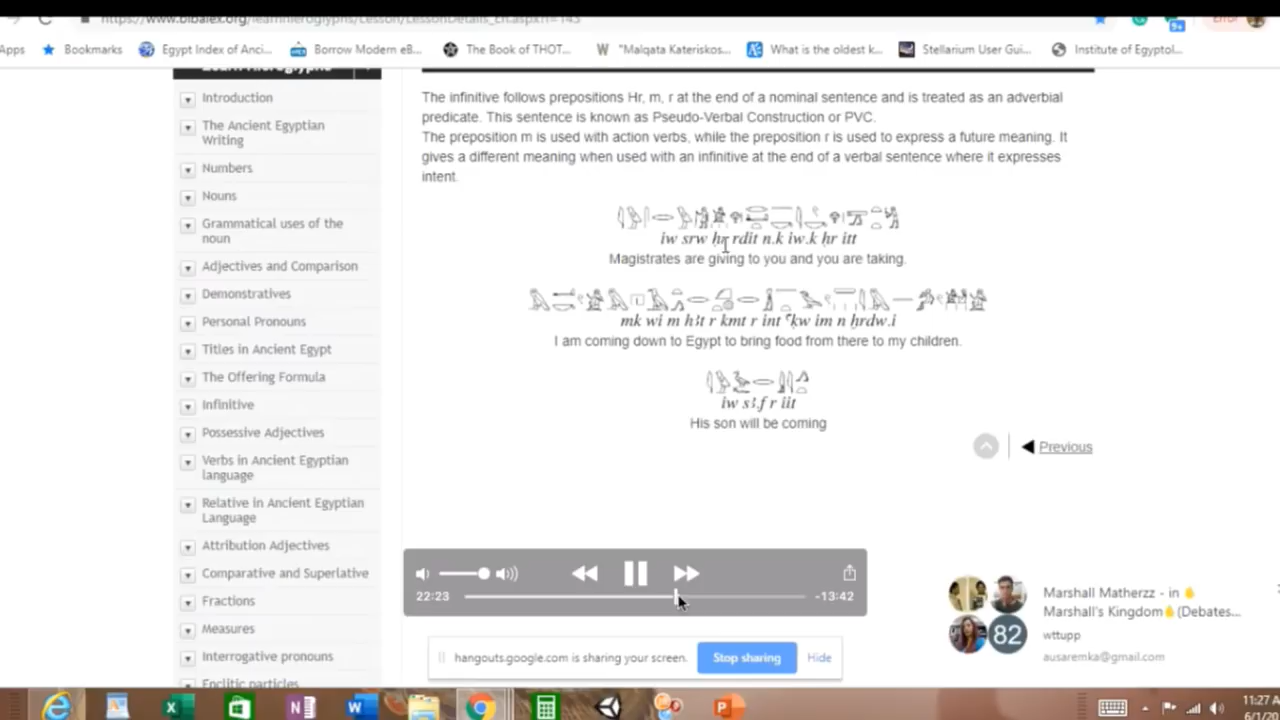 Apps Bookmarks Egypt Index of Anci... Borrow Modern eB... The Book of THOT... "Malqata Kateriskos... What is the oldest k... Stellarium User Gui... Institute of Egyptol...
Introduction
The Ancient Egyptian
Writing
Numbers
Nouns
Grammatical uses of the
noun
Adjectives and Comparison
Demonstratives
Personal Pronouns
Titles in Ancient Egypt
The Offering Formula
Infinitive
Possessive Adjectives
Verbs in Ancient Egyptian
language
Relative in Ancient Egyptian
Language
Attribution Adjectives
Comparative and Superlative
Fractions
Measures
Interrogative pronouns
Enclitic particles
The infinitive follows prepositions Hr, m, r at the end of a nominal sentence and is treated as an adverbial
predicate. This sentence is known as Pseudo-Verbal Construction or PVC.
The preposition m is used with action verbs, while the preposition r is used to express a future meaning. It
gives a different meaning when used with an infinitive at the end of a verbal sentence where it expresses
intent.
iw srw ḥr rdit n.k iw.k ḥr itt
Magistrates are giving to you and you are taking.
mk wi m hꜣt r kmt r int ꜥḳw im n ẖrdw.i
I am coming down to Egypt to bring food from there to my children.
iw sꜣ.f r iit
His son will be coming
Previous
22:23 -13:42
hangouts.google.com is sharing your screen. Stop sharing Hide
Marshall Matherzz - in
Marshall's Kingdom (Debates...
82
wttupp
ausaremka@gmail.com
11:27